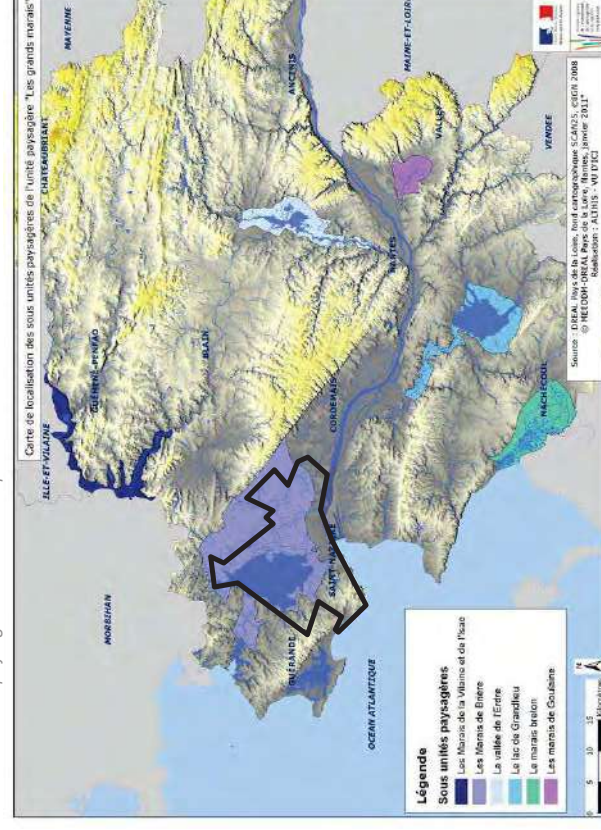 Carte de localisation des sous unités paysagères de l'unité paysagère "Les grands marais"
MAYENNE
ILLE-ET-VILAINE
CHATEAUBRIANT
GUÉMENÉ-PENFAO
MORBIHAN
BLAIN
ANCENIS
MAINE-ET-LOIRE
GUÉRANDE
SAINT-NAZAIRE
CORDEMAIS
NANTES
VALLET
OCEAN ATLANTIQUE
MACHECOUL
VENDEE
Légende
Sous unités paysagères
Les Marais de la Vilaine et de l'Isac
Les Marais de Brière
La vallée de l'Erdre
Le lac de Grandlieu
Le marais breton
Les marais de Goulaine
N
0 5 10 15
Kilomètres
Source : DREAL Pays de la Loire, fond cartographique SCAN25, ©IGN 2008
© MEEDDM-DREAL Pays de la Loire, Nantes, janvier 2011"
Réalisation : ALTHIS - VU D'ICI